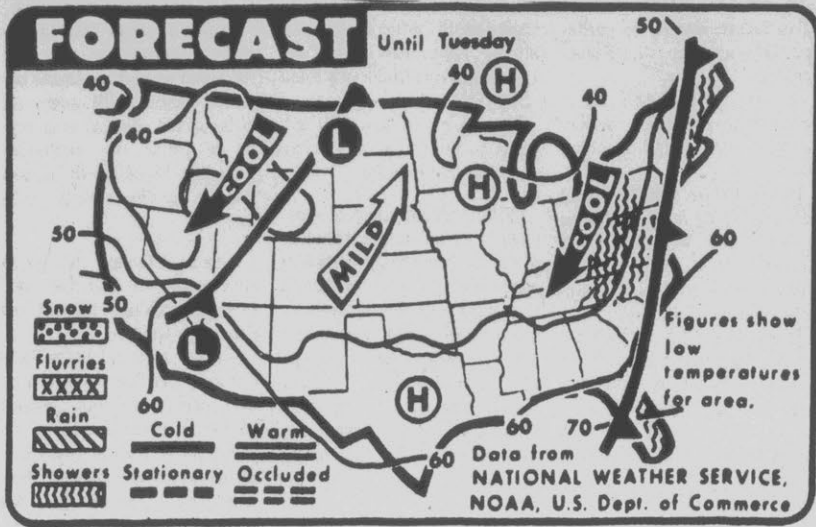 FORECAST
Until Tuesday
50
40
40
H
40
40
L
COOL
H
COOL
50
MILD
60
50
Snow
Flurries
XXXX
Rain
Showers
L
60
Cold
Warm
Stationary
Occluded
H
60
60
70
Figures show
low
temperatures
for area.
Data from
NATIONAL WEATHER SERVICE,
NOAA, U.S. Dept. of Commerce